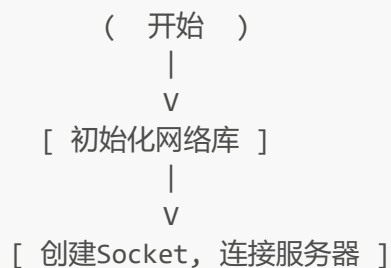 ( 开始 )
|
V
[ 初始化网络库 ]
|
V
[ 创建Socket, 连接服务器 ]